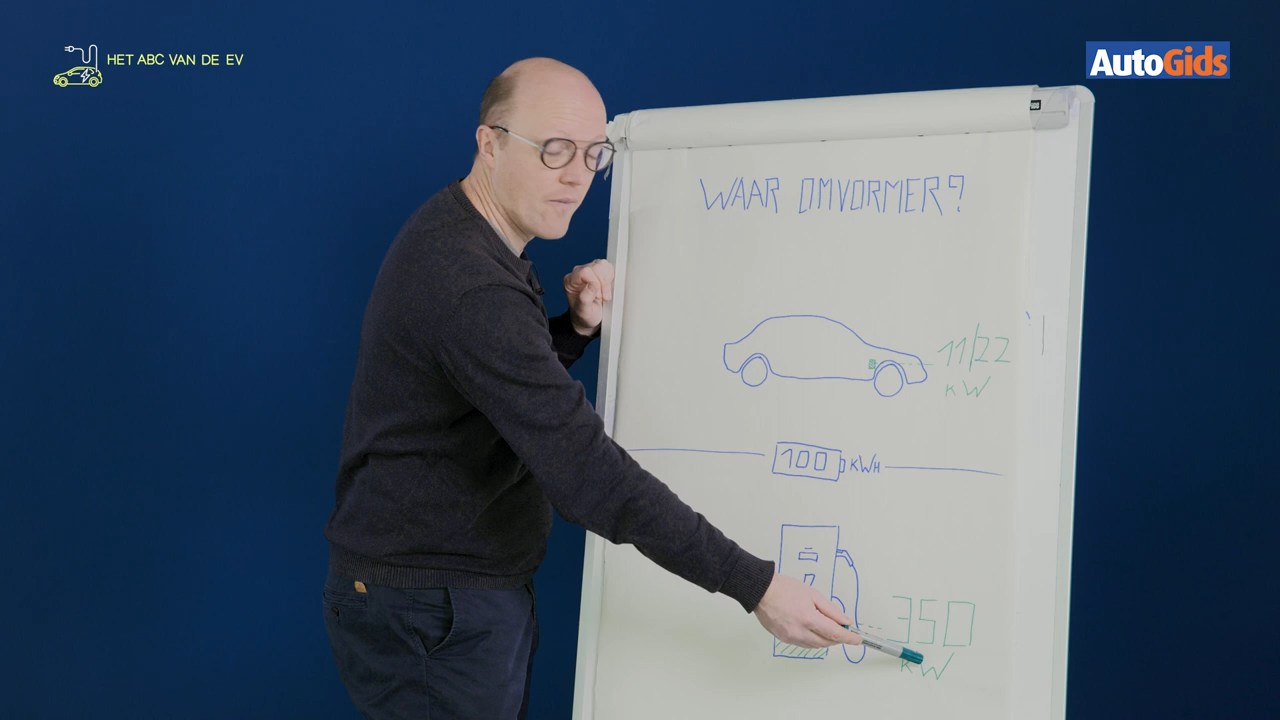 HET ABC VAN DE EV
AutoGids
WAAR OMVORMER?
11/22
KW
100 KWH
350
KW